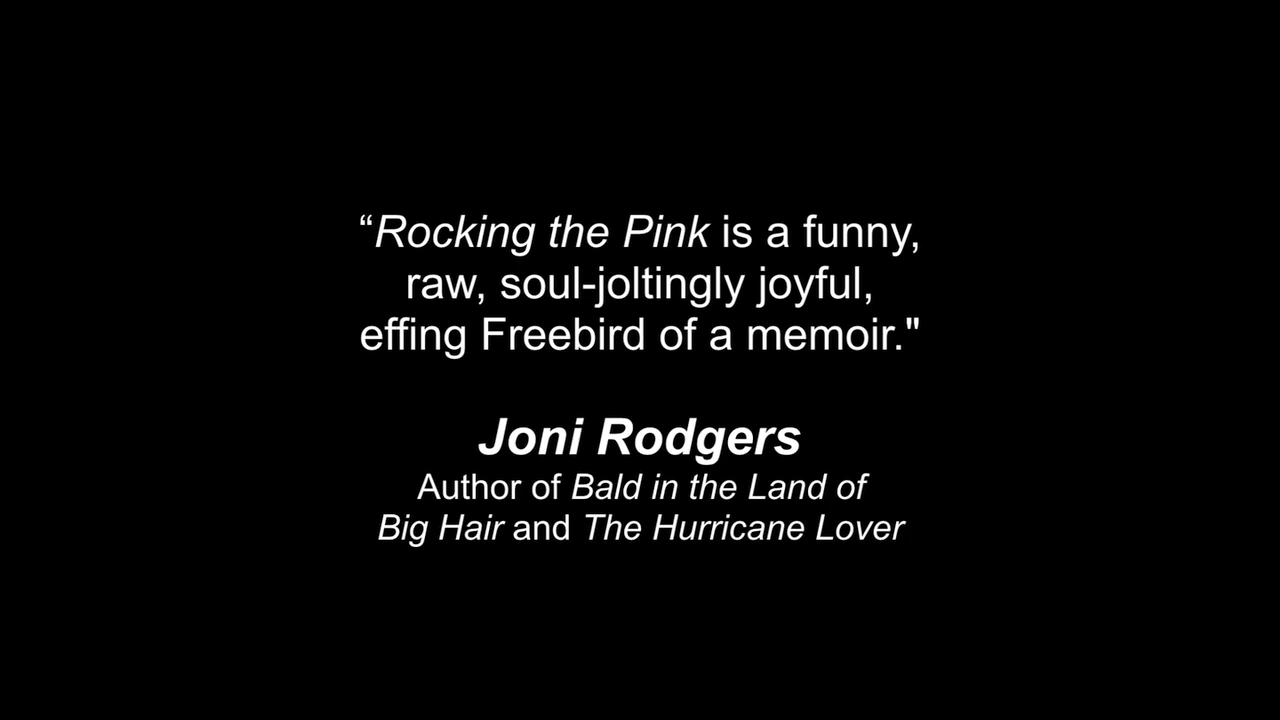 “Rocking the Pink is a funny,
raw, soul-joltingly joyful,
effing Freebird of a memoir."
Joni Rodgers
Author of Bald in the Land of
Big Hair and The Hurricane Lover